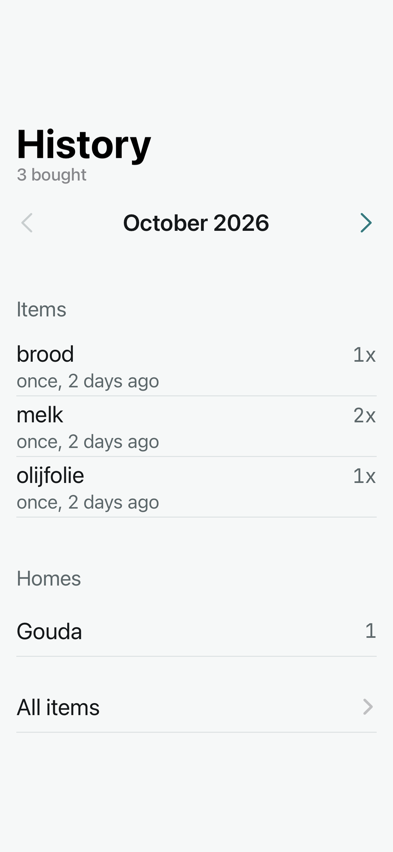 History
3 bought
October 2026
Items
brood 1x
once, 2 days ago
melk 2x
once, 2 days ago
olijfolie 1x
once, 2 days ago
Homes
Gouda 1
All items